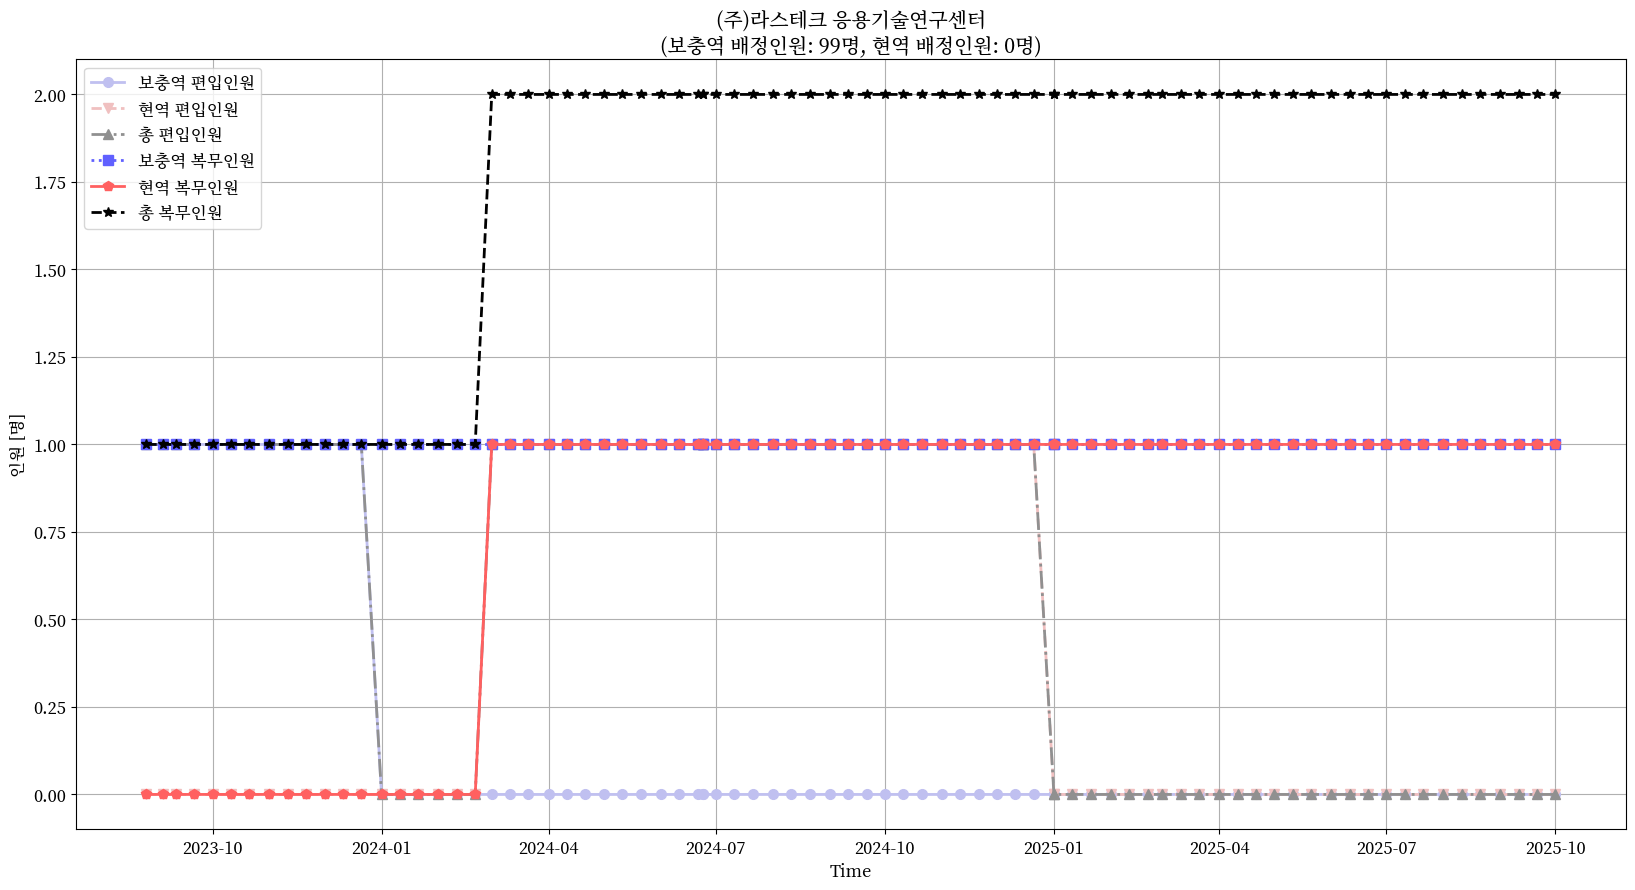 (주)라스테크 응용기술연구센터
(보충역 배정인원: 99명, 현역 배정인원: 0명)
보충역 편입인원
현역 편입인원
총 편입인원
보충역 복무인원
현역 복무인원
총 복무인원
2.00
1.75
1.50
1.25
1.00
0.75
0.50
0.25
0.00
인원 [명]
2023-10
2024-01
2024-04
2024-07
2024-10
2025-01
2025-04
2025-07
2025-10
Time